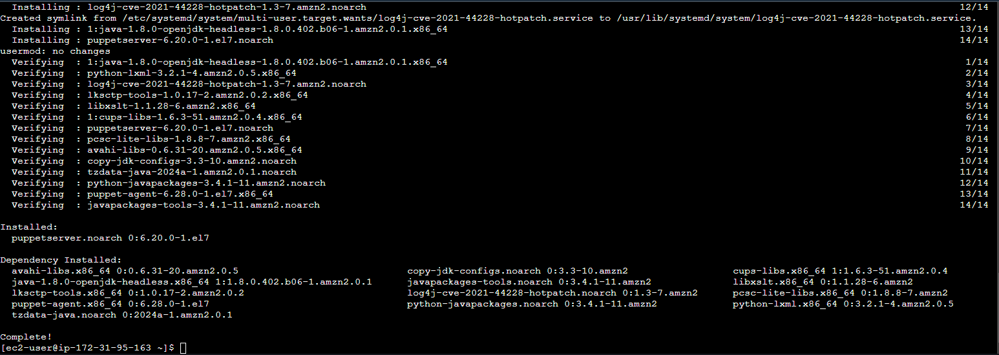 Installing : log4j-cve-2021-44228-hotpatch-1.3-7.amzn2.noarch 12/14
Created symlink from /etc/systemd/system/multi-user.target.wants/log4j-cve-2021-44228-hotpatch.service to /usr/lib/systemd/system/log4j-cve-2021-44228-hotpatch.service.
Installing : 1:java-1.8.0-openjdk-headless-1.8.0.402.b06-1.amzn2.0.1.x86_64 13/14
Installing : puppetserver-6.20.0-1.el7.noarch 14/14
usermod: no changes
Verifying : 1:java-1.8.0-openjdk-headless-1.8.0.402.b06-1.amzn2.0.1.x86_64 1/14
Verifying : python-lxml-3.2.1-4.amzn2.0.5.x86_64 2/14
Verifying : log4j-cve-2021-44228-hotpatch-1.3-7.amzn2.noarch 3/14
Verifying : lksctp-tools-1.0.17-2.amzn2.0.2.x86_64 4/14
Verifying : libxslt-1.1.28-6.amzn2.x86_64 5/14
Verifying : 1:cups-libs-1.6.3-51.amzn2.0.4.x86_64 6/14
Verifying : puppetserver-6.20.0-1.el7.noarch 7/14
Verifying : pcsc-lite-libs-1.8.8-7.amzn2.x86_64 8/14
Verifying : avahi-libs-0.6.31-20.amzn2.0.5.x86_64 9/14
Verifying : copy-jdk-configs-3.3-10.amzn2.noarch 10/14
Verifying : tzdata-java-2024a-1.amzn2.0.1.noarch 11/14
Verifying : python-javapackages-3.4.1-11.amzn2.noarch 12/14
Verifying : puppet-agent-6.28.0-1.el7.x86_64 13/14
Verifying : javapackages-tools-3.4.1-11.amzn2.noarch 14/14
Installed:
puppetserver.noarch 0:6.20.0-1.el7
Dependency Installed:
avahi-libs.x86_64 0:0.6.31-20.amzn2.0.5 copy-jdk-configs.noarch 0:3.3-10.amzn2 cups-libs.x86_64 1:1.6.3-51.amzn2.0.4
java-1.8.0-openjdk-headless.x86_64 1:1.8.0.402.b06-1.amzn2.0.1 javapackages-tools.noarch 0:3.4.1-11.amzn2 libxslt.x86_64 0:1.1.28-6.amzn2
lksctp-tools.x86_64 0:1.0.17-2.amzn2.0.2 log4j-cve-2021-44228-hotpatch.noarch 0:1.3-7.amzn2 pcsc-lite-libs.x86_64 0:1.8.8-7.amzn2
puppet-agent.x86_64 0:6.28.0-1.el7 python-javapackages.noarch 0:3.4.1-11.amzn2 python-lxml.x86_64 0:3.2.1-4.amzn2.0.5
tzdata-java.noarch 0:2024a-1.amzn2.0.1
Complete!
[ec2-user@ip-172-31-95-163 ~]$